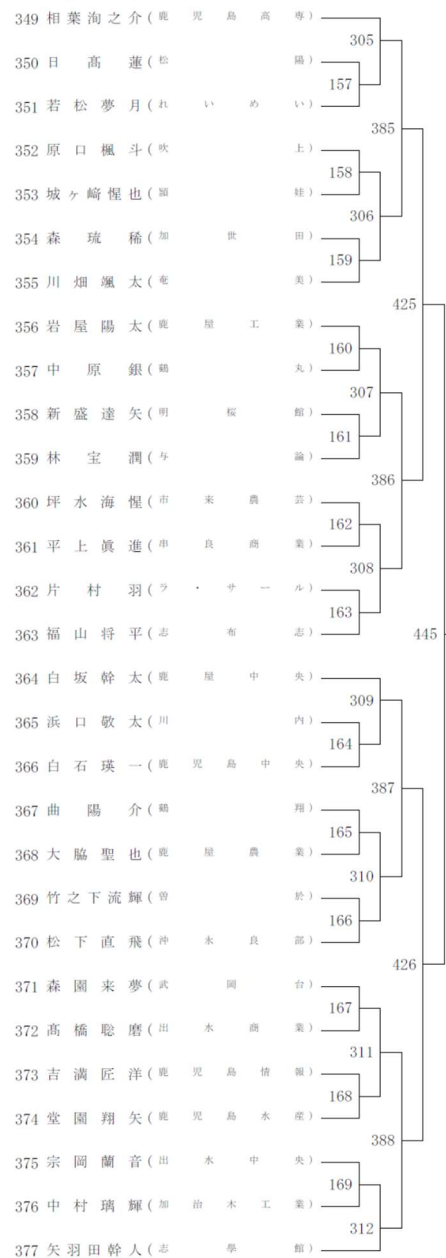 349 相葉洵之介(鹿児島高専)
305
350 日髙蓮(松陽)
157
351 若松夢月(れいめい)
385
352 原口楓斗(吹上)
158
353 城ヶ﨑惺也(頴娃)
306
354 森琉稀(加世田)
159
355 川畑颯太(奄美)
425
356 岩屋陽太(鹿屋工業)
160
357 中原銀(鶴丸)
307
358 新盛達矢(明桜館)
161
359 林宝潤(与論)
386
360 坪水海惺(市来農芸)
162
361 平上眞進(串良商業)
308
362 片村羽(ラ・サール)
163
363 福山将平(志布志)
445
364 白坂幹太(鹿屋中央)
309
365 浜口敬太(川内)
164
366 白石瑛一(鹿児島中央)
387
367 曲陽介(鶴翔)
165
368 大脇聖也(鹿屋農業)
310
369 竹之下流輝(曽於)
166
370 松下直飛(沖永良部)
426
371 森園来夢(武岡台)
167
372 髙橋聡磨(出水商業)
311
373 吉満匠洋(鹿児島情報)
168
374 堂園翔矢(鹿児島水産)
388
375 宗岡蘭音(出水中央)
169
376 中村璃輝(加治木工業)
312
377 矢羽田幹人(志學館)